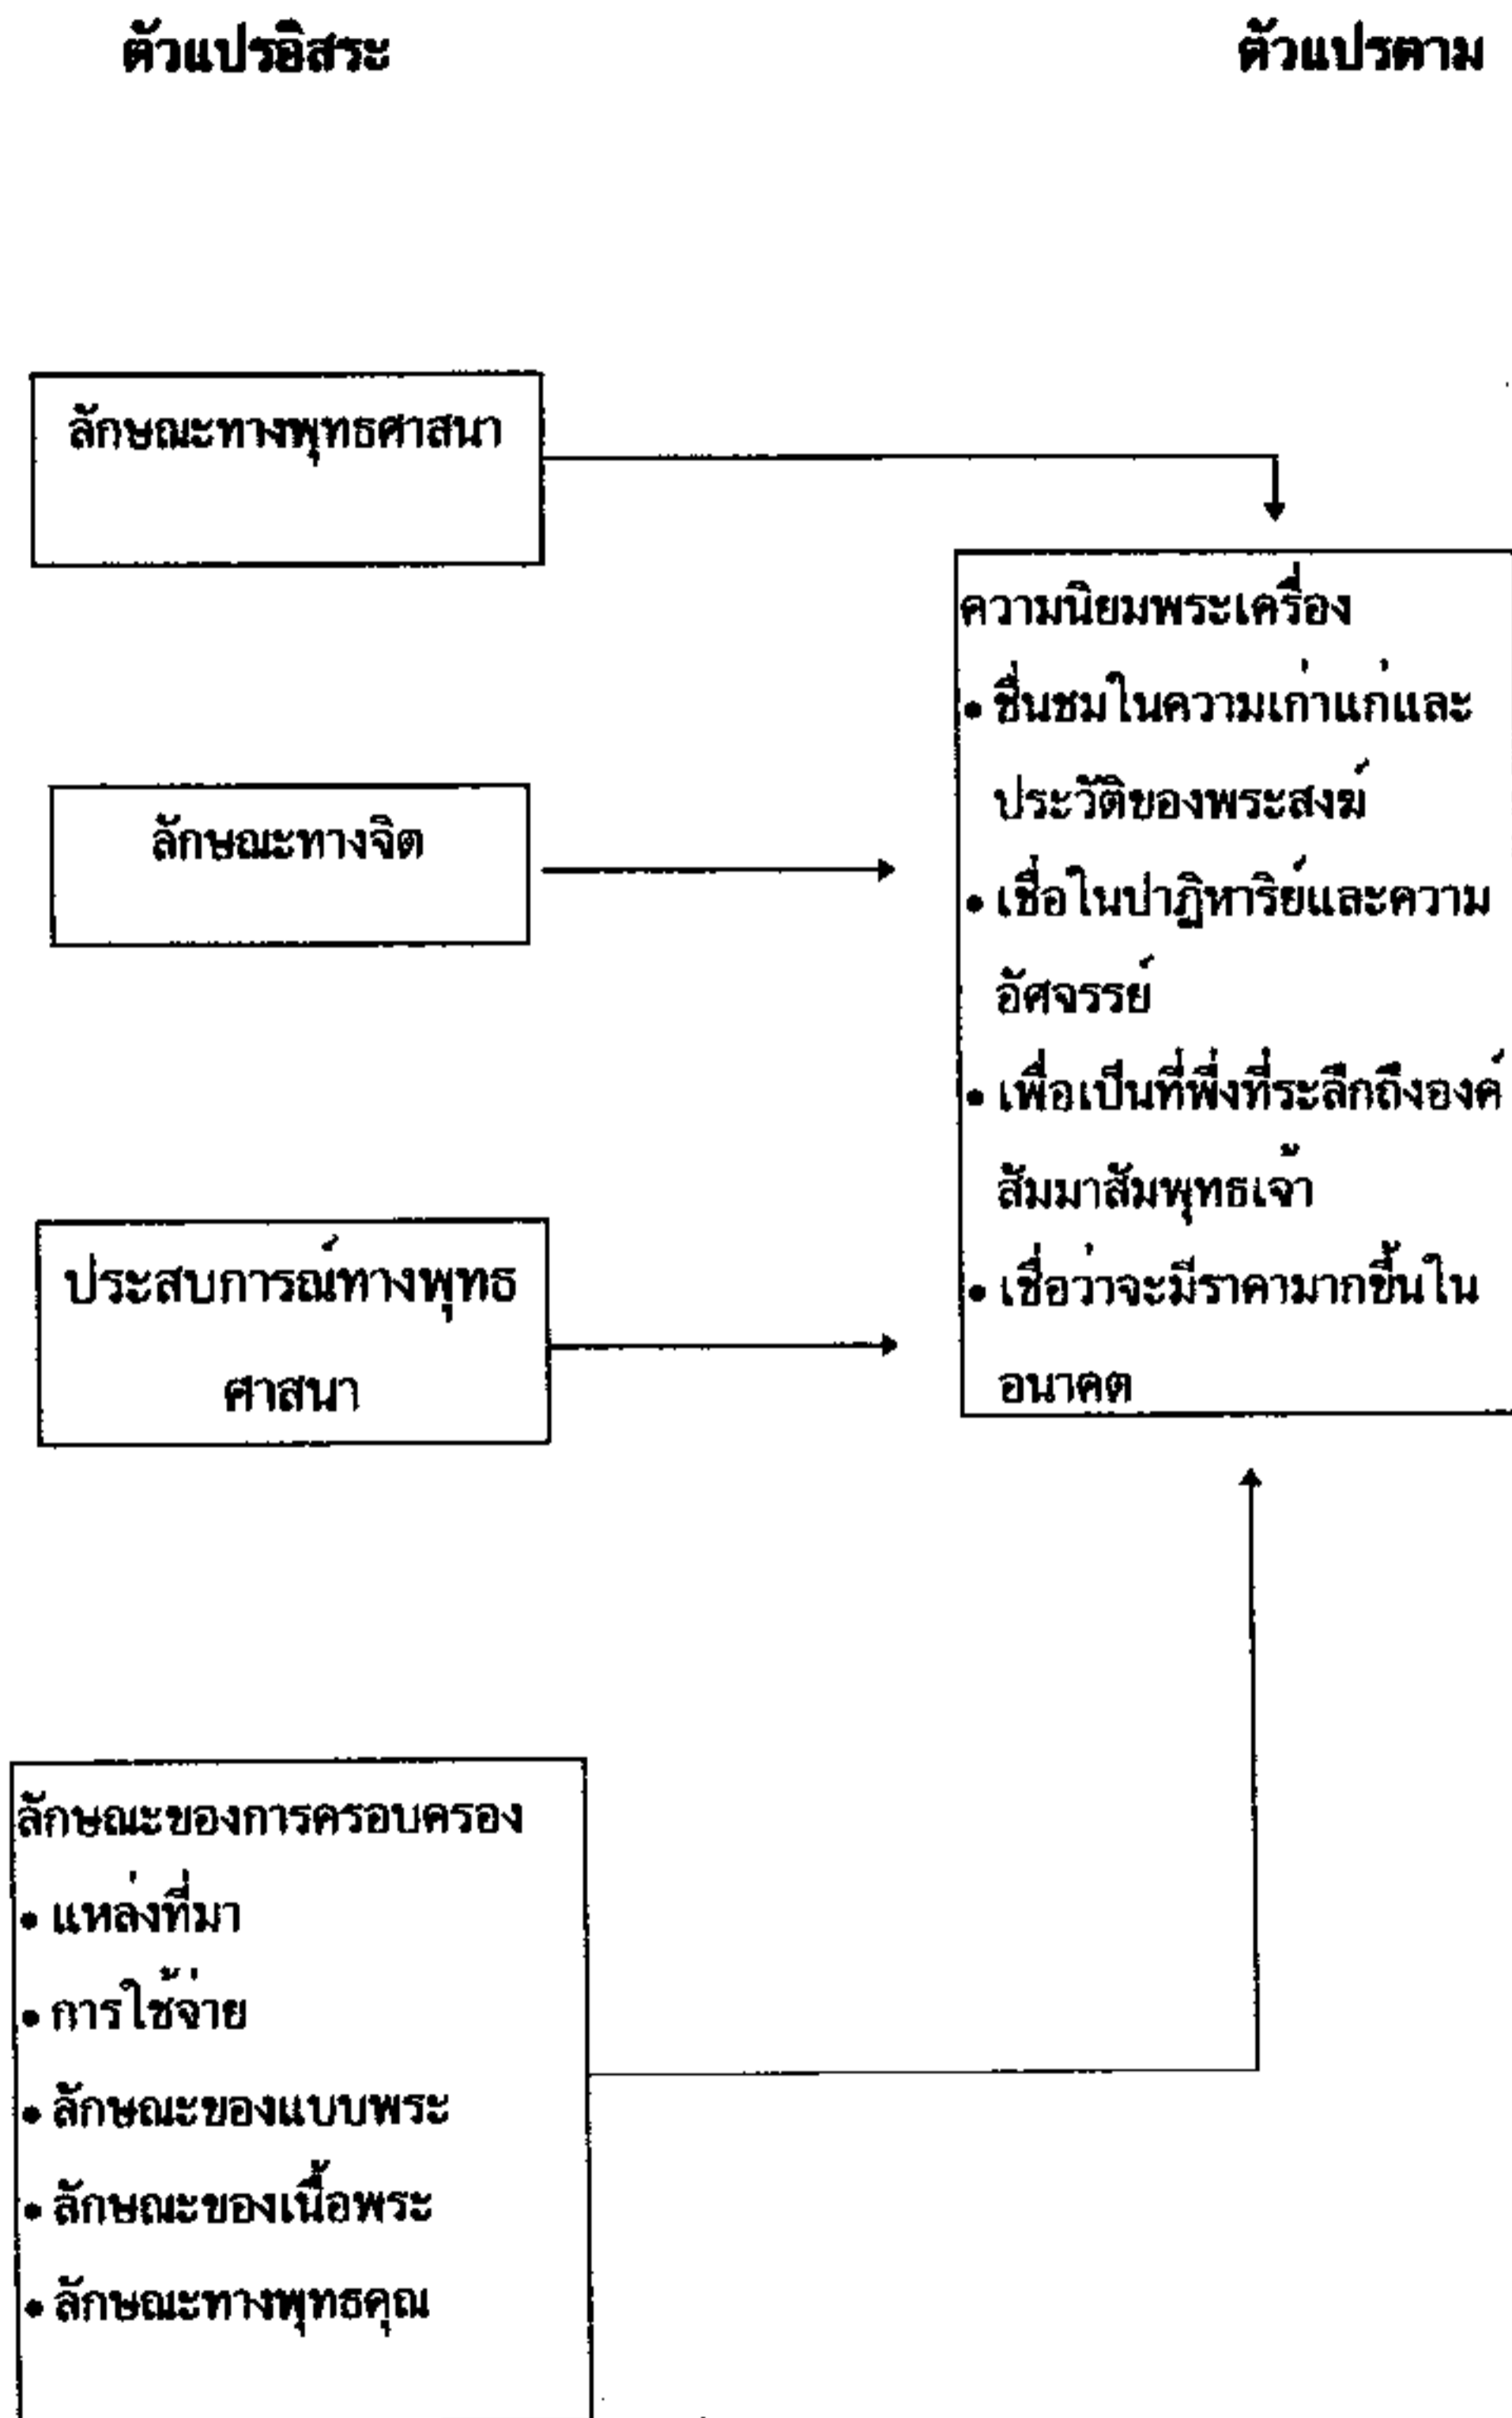 ตัวแปรอิสระ
ตัวแปรตาม
ลักษณะทางพุทธศาสนา
ความนิยมพระเครื่อง
• ชื่นชมในความเก่าแก่และ
ประวัติของพระสงฆ์
• เชื่อในปาฏิหาริย์และความ
อัศจรรย์
• เพื่อเป็นที่พึ่งที่ระลึกถึงองค์
สัมมาสัมพุทธเจ้า
• เชื่อว่าจะมีราคามากขึ้นใน
อนาคต
ลักษณะทางจิต
ประสบการณ์ทางพุทธ
ศาสนา
ลักษณะของการครอบครอง
• แหล่งที่มา
• การใช้จ่าย
• ลักษณะของแบบพระ
• ลักษณะของเนื้อพระ
• ลักษณะทางพุทธคุณ